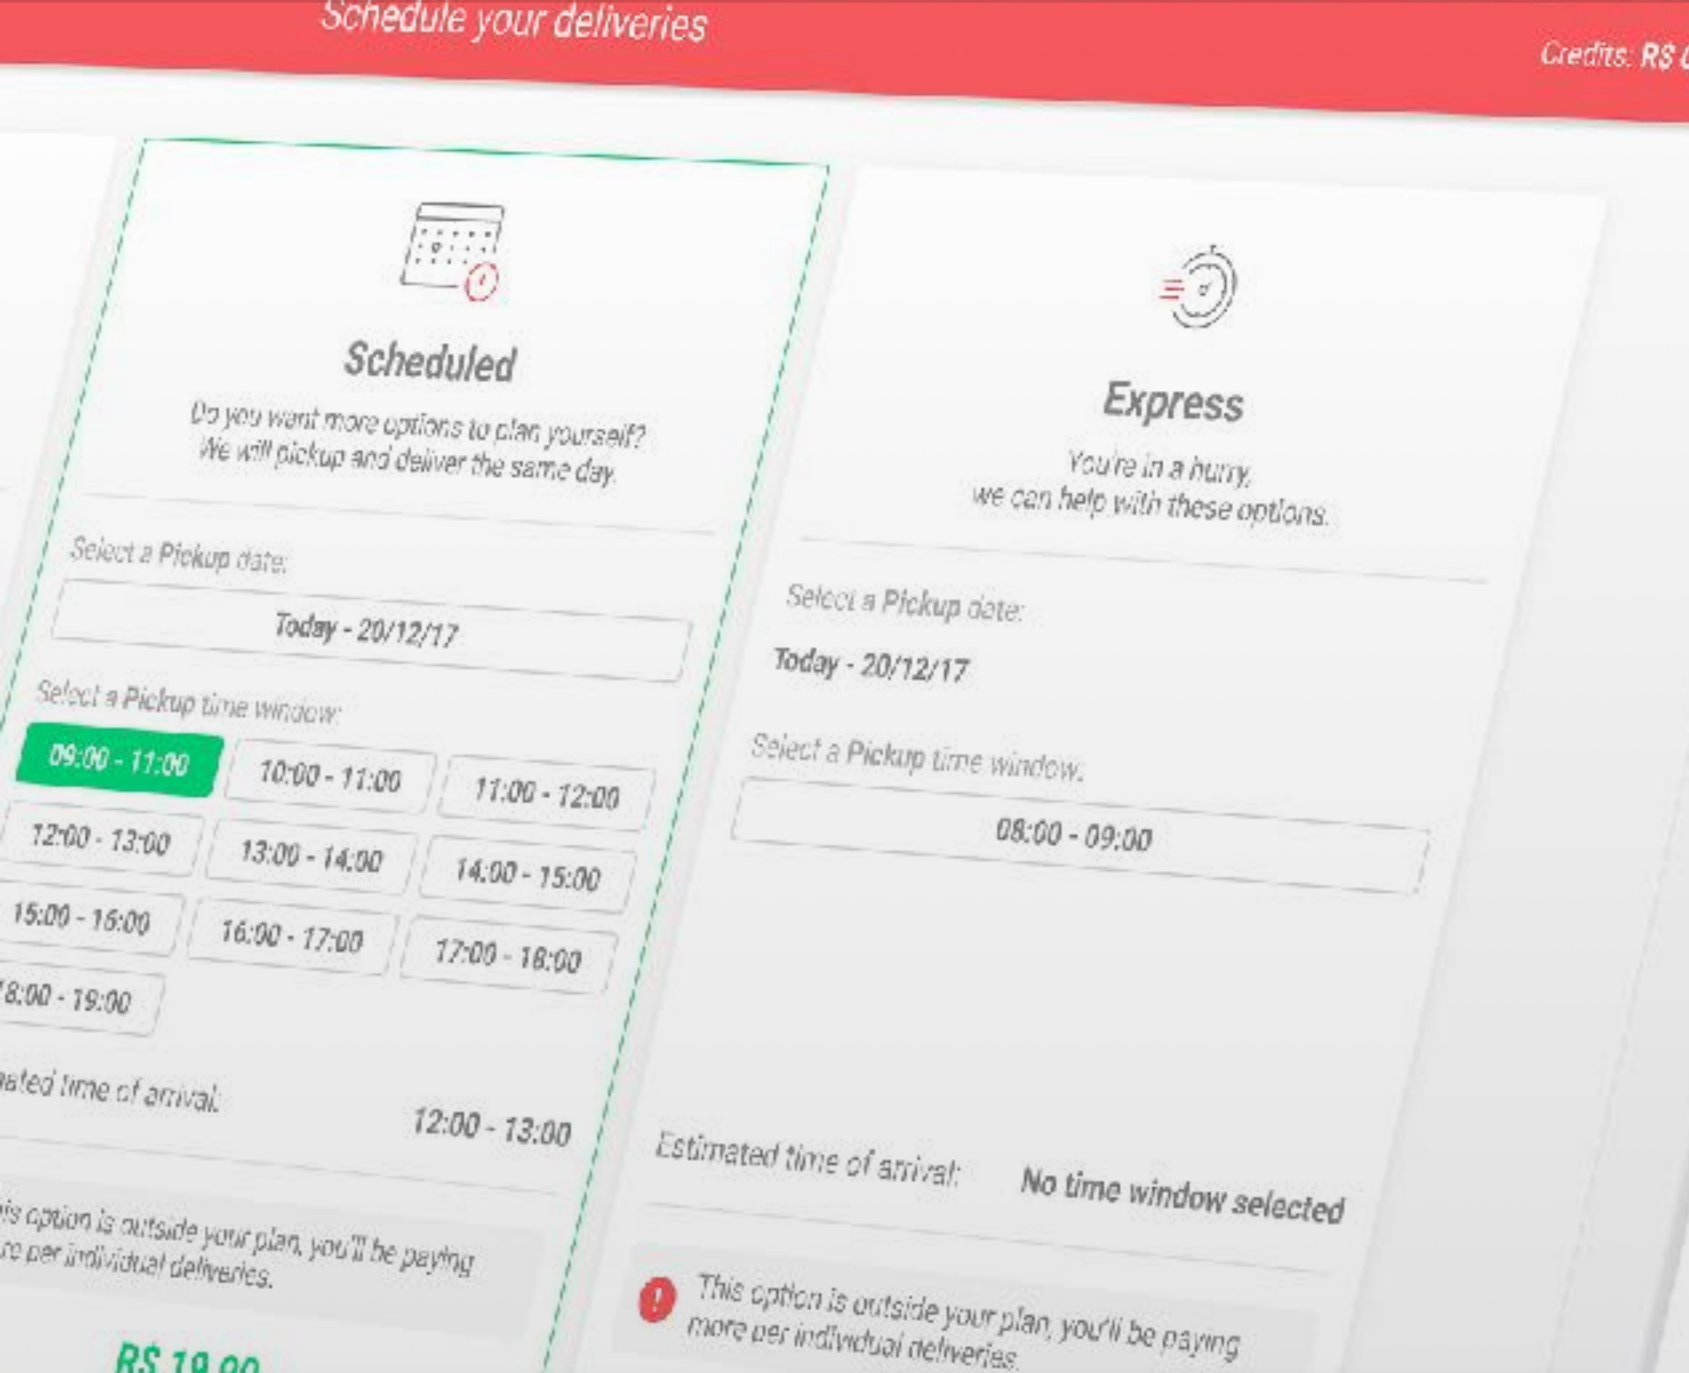 Schedule your deliveries
Credits: R$
Scheduled
Do you want more options to plan yourself?
We will pickup and deliver the same day.
Select a Pickup date:
Today - 20/12/17
Select a Pickup time window:
09:00 - 11:00
10:00 - 11:00
11:00 - 12:00
12:00 - 13:00
13:00 - 14:00
14:00 - 15:00
15:00 - 16:00
16:00 - 17:00
17:00 - 18:00
8:00 - 19:00
ated time of arrival:
12:00 - 13:00
is option is outside your plan, you'll be paying
re per individual deliveries.
R$ 19,90
Express
You're in a hurry,
we can help with these options.
Select a Pickup date:
Today - 20/12/17
Select a Pickup time window:
08:00 - 09:00
Estimated time of arrival:
No time window selected
This option is outside your plan, you'll be paying
more per individual deliveries.